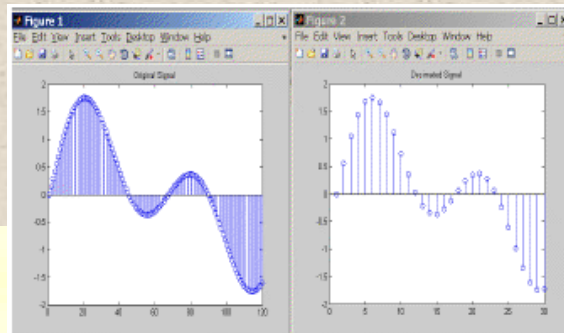 Figure 1
File Edit View Insert Tools Desktop Window Help
Original Signal
2
1.5
1
0.5
0
-0.5
-1
-1.5
-2
0 20 40 60 80 100 120
Figure 2
File Edit View Insert Tools Desktop Window Help
Decimated Signal
2
1.5
1
0.5
0
-0.5
-1
-1.5
-2
0 5 10 15 20 25 30